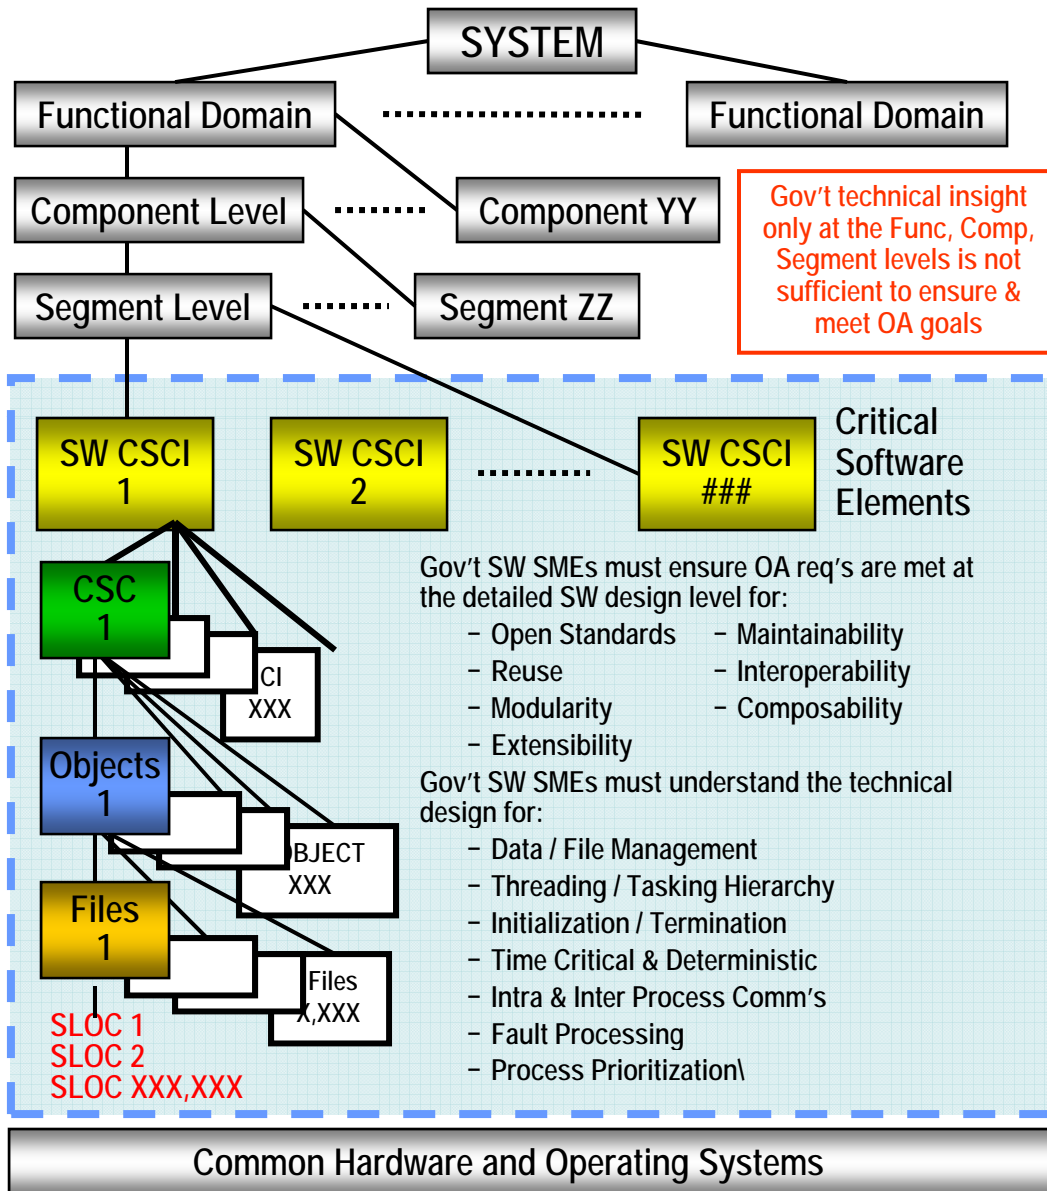 SYSTEM
Functional Domain
Functional Domain
Component Level
Component YY
Gov't technical insight
only at the Func, Comp,
Segment levels is not
sufficient to ensure &
meet OA goals
Segment Level
Segment ZZ
SW CSCI
1
SW CSCI
2
SW CSCI
###
Critical
Software
Elements
CSC
1
CI
XXX
Gov't SW SMEs must ensure OA req's are met at
the detailed SW design level for:
– Open Standards
– Reuse
– Modularity
– Extensibility
– Maintainability
– Interoperability
– Composability
Objects
1
OBJECT
XXX
Gov't SW SMEs must understand the technical
design for:
– Data / File Management
– Threading / Tasking Hierarchy
– Initialization / Termination
– Time Critical & Deterministic
– Intra & Inter Process Comm's
– Fault Processing
– Process Prioritization\
Files
1
Files
X,XXX
SLOC 1
SLOC 2
SLOC XXX,XXX
Common Hardware and Operating Systems